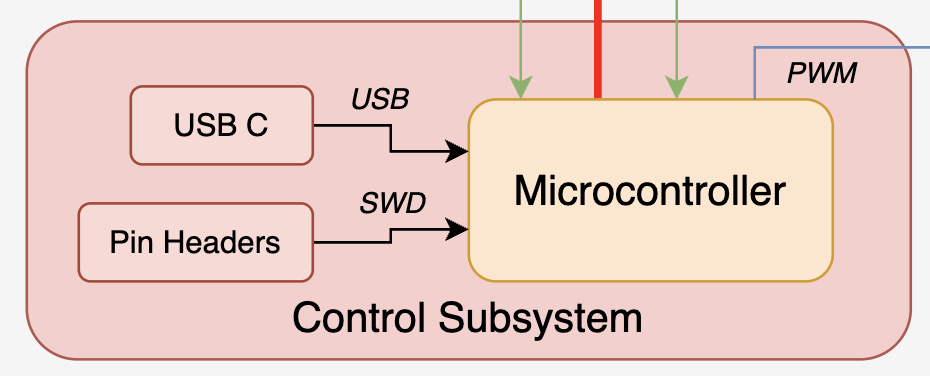 PWM
USB
USB C
Microcontroller
SWD
Pin Headers
Control Subsystem